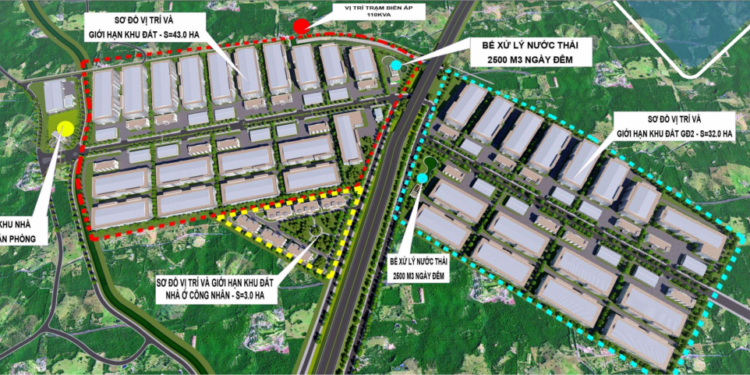 VỊ TRÍ TRẠM BIẾN ÁP
110KVA
SƠ ĐỒ VỊ TRÍ VÀ
GIỚI HẠN KHU ĐẤT - S=43.0 HA
BỂ XỬ LÝ NƯỚC THẢI
2500 M3 NGÀY ĐÊM
SƠ ĐỒ VỊ TRÍ VÀ
GIỚI HẠN KHU ĐẤT GĐ2 - S=32.0 HA
KHU NHÀ
ĂN PHÒNG
BỂ XỬ LÝ NƯỚC THẢI
2500 M3 NGÀY ĐÊM
SƠ ĐỒ VỊ TRÍ VÀ GIỚI HẠN KHU ĐẤT
NHÀ Ở CÔNG NHÂN - S=3.0 HA